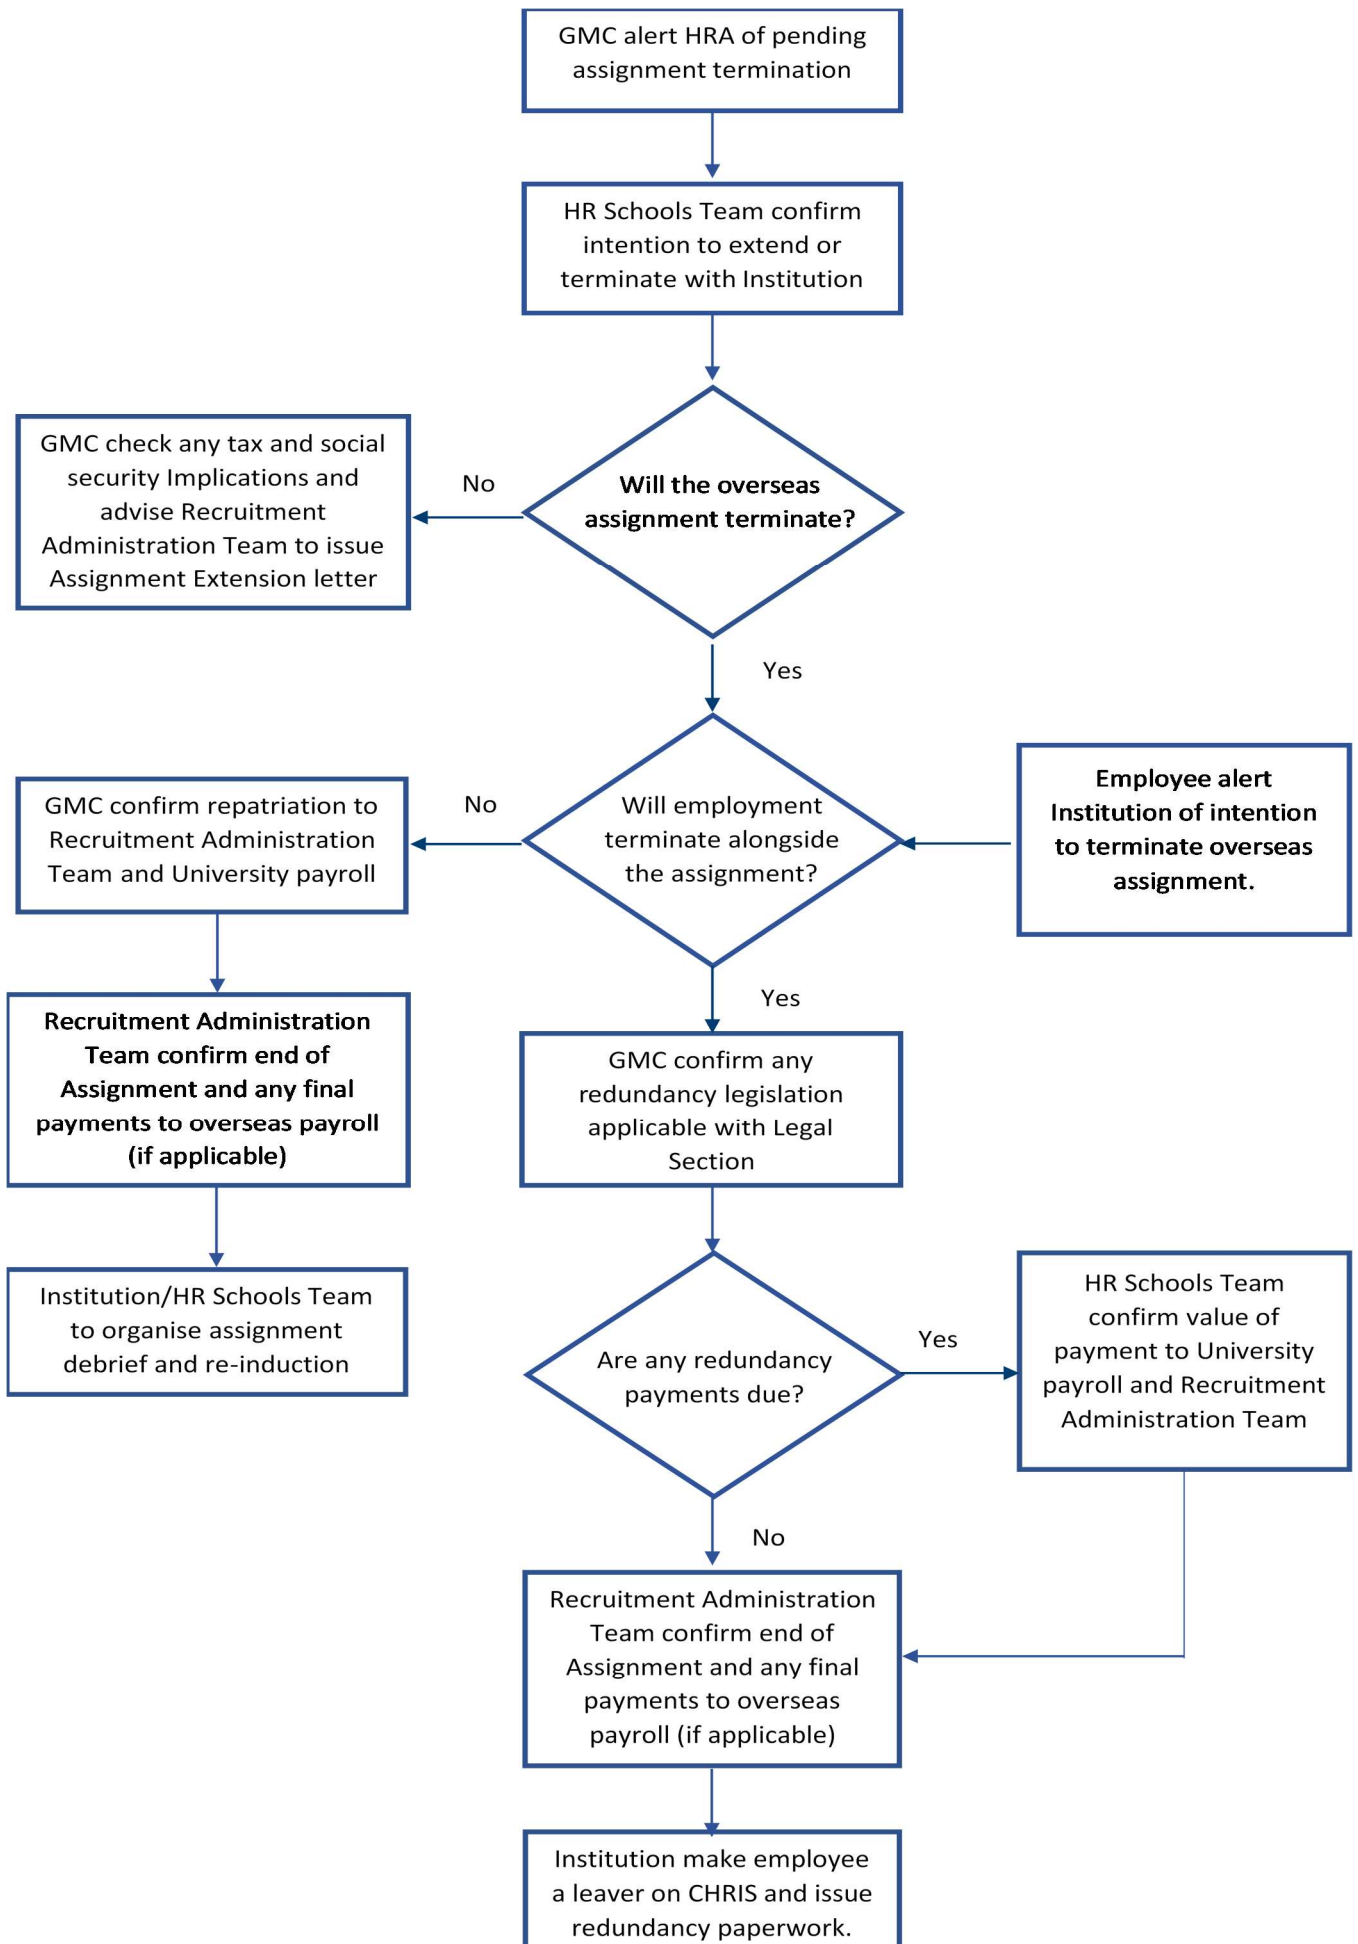 GMC alert HRA of pending
assignment termination
HR Schools Team confirm
intention to extend or
terminate with Institution
Will the overseas
assignment terminate?
No
GMC check any tax and social
security Implications and
advise Recruitment
Administration Team to issue
Assignment Extension letter
Yes
Will employment
terminate alongside
the assignment?
Employee alert
Institution of intention
to terminate overseas
assignment.
No
GMC confirm repatriation to
Recruitment Administration
Team and University payroll
Recruitment Administration
Team confirm end of
Assignment and any final
payments to overseas payroll
(if applicable)
Institution/HR Schools Team
to organise assignment
debrief and re-induction
Yes
GMC confirm any
redundancy legislation
applicable with Legal
Section
Are any redundancy
payments due?
Yes
HR Schools Team
confirm value of
payment to University
payroll and Recruitment
Administration Team
No
Recruitment Administration
Team confirm end of
Assignment and any final
payments to overseas
payroll (if applicable)
Institution make employee
a leaver on CHRIS and issue
redundancy paperwork.